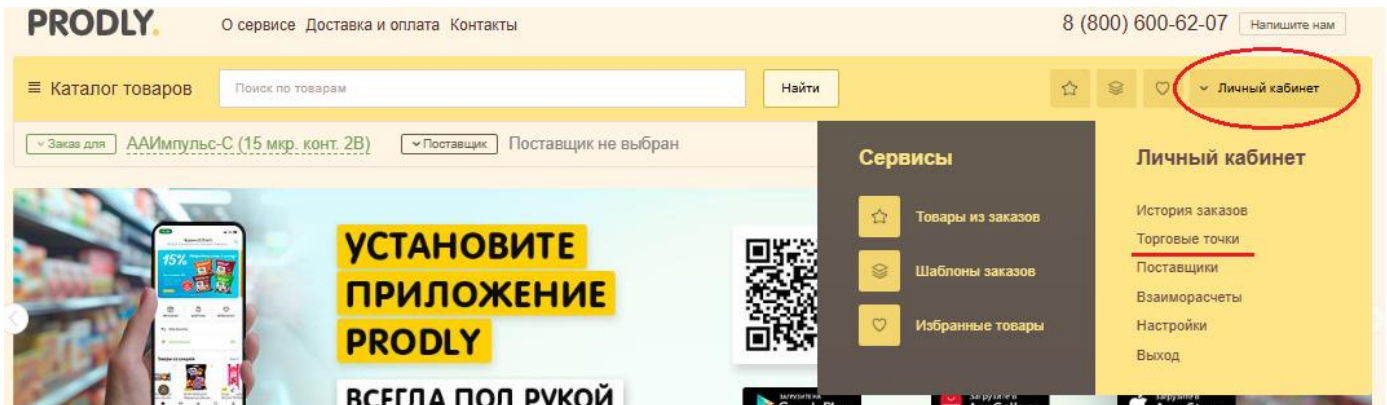 PRODLY.
О сервисе Доставка и оплата Контакты
8 (800) 600-62-07 Напишите нам
Каталог товаров
Поиск по товарам
Найти
Личный кабинет
Заказ для ААИмпульс-С (15 мкр. конт. 2В) Поставщик Поставщик не выбран
УСТАНОВИТЕ
ПРИЛОЖЕНИЕ
PRODLY
ВСЕГДА ПОД РУКОЙ
15%
Сервисы
Товары из заказов
Шаблоны заказов
Избранные товары
Личный кабинет
История заказов
Торговые точки
Поставщики
Взаиморасчеты
Настройки
Выход